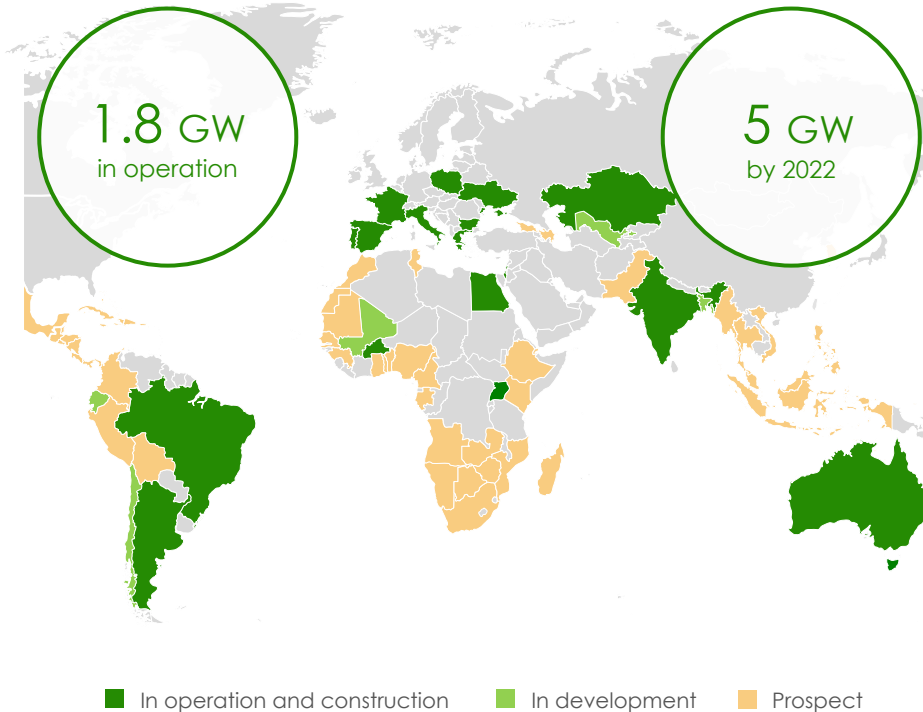 1.8 GW
in operation
5 GW
by 2022
In operation and construction
In development
Prospect